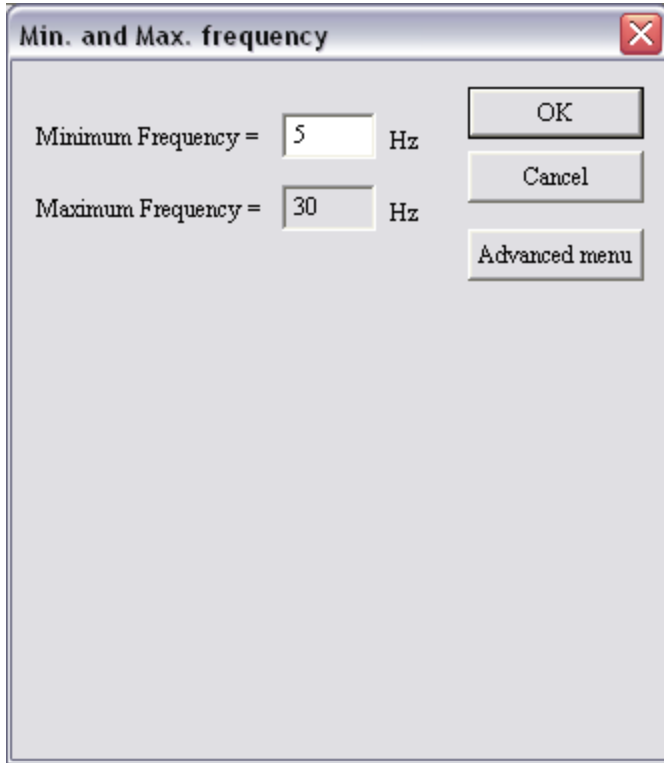 Min. and Max. frequency
Minimum Frequency = 5 Hz
Maximum Frequency = 30 Hz
OK
Cancel
Advanced menu